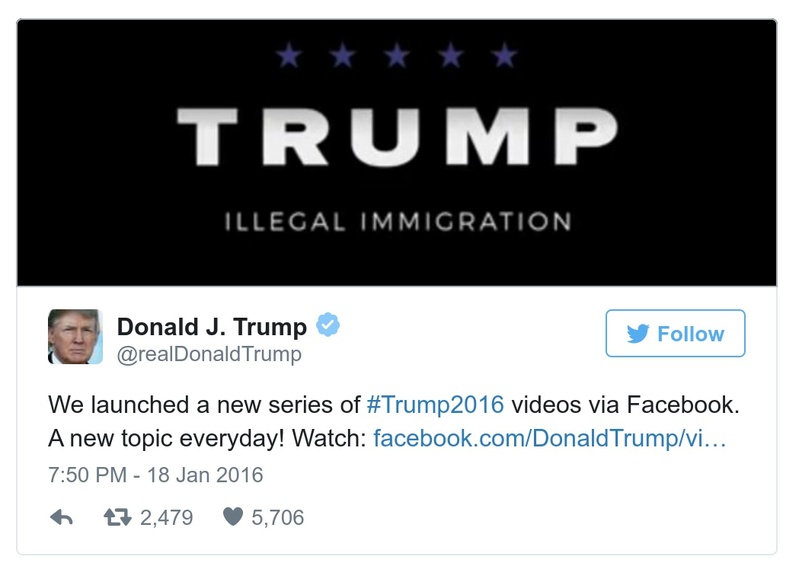 TRUMP
ILLEGAL IMMIGRATION
Donald J. Trump
@realDonaldTrump
Follow
We launched a new series of #Trump2016 videos via Facebook.
A new topic everyday! Watch: facebook.com/DonaldTrump/vi…
7:50 PM - 18 Jan 2016
2,479 5,706